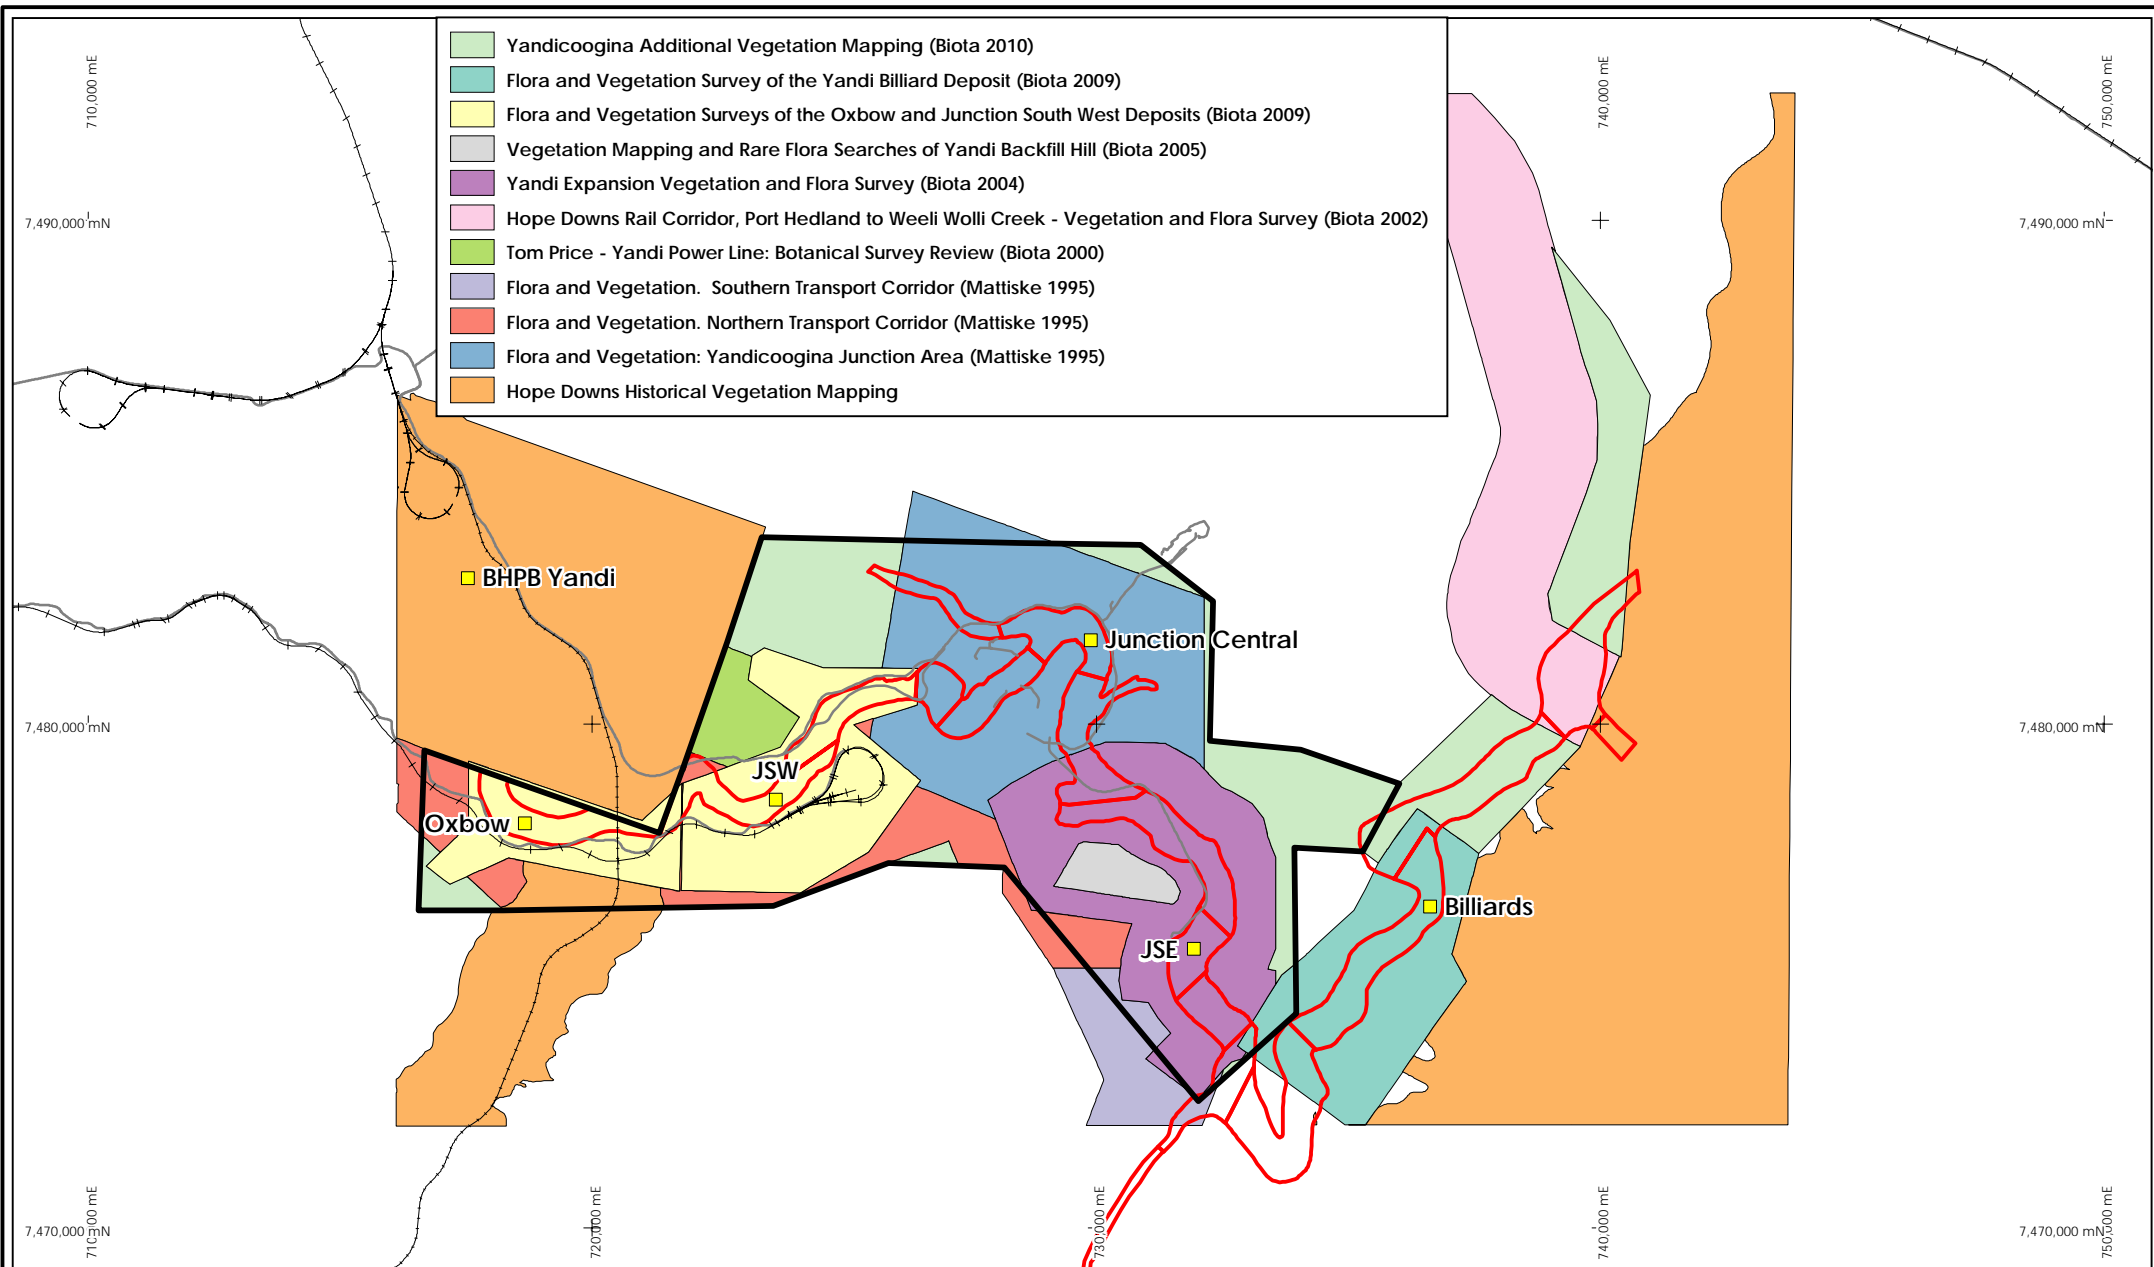 Yandicoogina Additional Vegetation Mapping (Biota 2010)
Flora and Vegetation Survey of the Yandi Billiard Deposit (Biota 2009)
Flora and Vegetation Surveys of the Oxbow and Junction South West Deposits (Biota 2009)
Vegetation Mapping and Rare Flora Searches of Yandi Backfill Hill (Biota 2005)
Yandi Expansion Vegetation and Flora Survey (Biota 2004)
Hope Downs Rail Corridor, Port Hedland to Weeli Wolli Creek - Vegetation and Flora Survey (Biota 2002)
Tom Price - Yandi Power Line: Botanical Survey Review (Biota 2000)
Flora and Vegetation. Southern Transport Corridor (Mattiske 1995)
Flora and Vegetation. Northern Transport Corridor (Mattiske 1995)
Flora and Vegetation: Yandicoogina Junction Area (Mattiske 1995)
Hope Downs Historical Vegetation Mapping
710,000 mE
740,000 mE
750,000 mE
7,490,000 mN
7,490,000 mN
BHPB Yandi
Junction Central
7,480,000 mN
7,480,000 mN
JSW
Oxbow
Billiards
JSE
7,470,000 mN
7,470,000 mN
710,000 mE
720,000 mE
730,000 mE
740,000 mE
750,000 mE